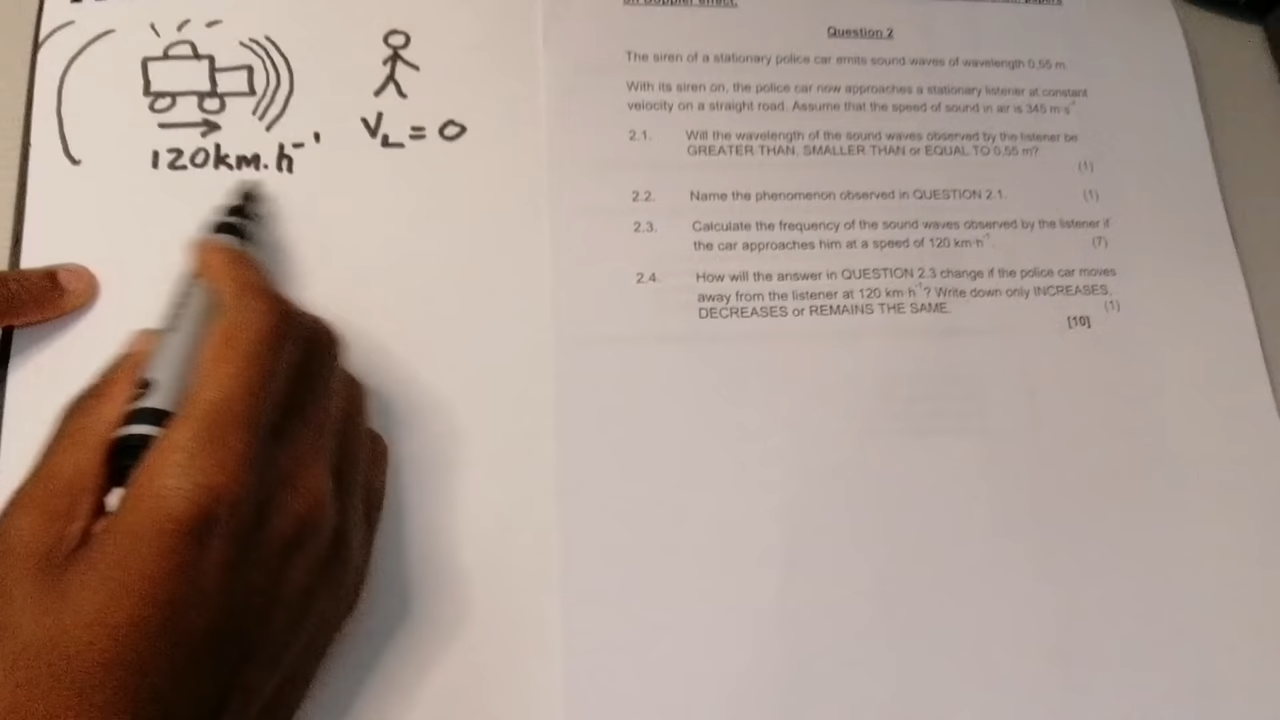 120km.h⁻¹
V_L = 0
on Doppler effect.
Question 2
The siren of a stationary police car emits sound waves of wavelength 0,55 m.
With its siren on, the police car now approaches a stationary listener at constant
velocity on a straight road. Assume that the speed of sound in air is 345 m·s⁻¹
2.1. Will the wavelength of the sound waves observed by the listener be
GREATER THAN, SMALLER THAN or EQUAL TO 0,55 m?
(1)
2.2. Name the phenomenon observed in QUESTION 2.1. (1)
2.3. Calculate the frequency of the sound waves observed by the listener if
the car approaches him at a speed of 120 km·h⁻¹. (7)
2.4. How will the answer in QUESTION 2.3 change if the police car moves
away from the listener at 120 km·h⁻¹? Write down only INCREASES,
DECREASES or REMAINS THE SAME. (1)
[10]